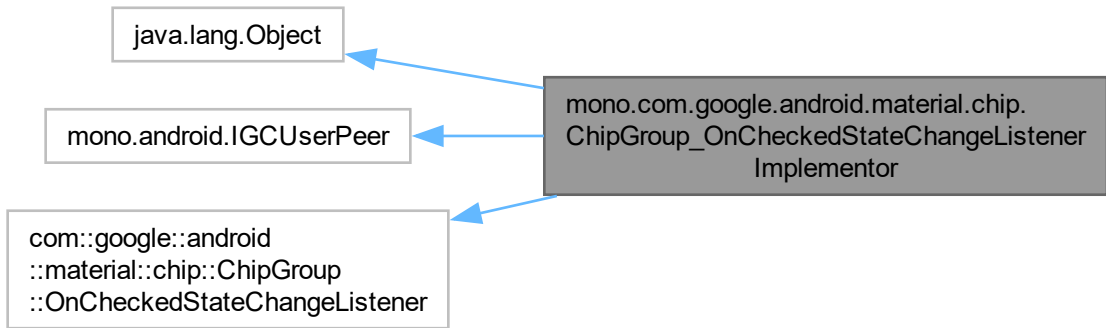 java.lang.Object
mono.android.IGCUserPeer
com::google::android
::material::chip::ChipGroup
::OnCheckedStateChangeListener
mono.com.google.android.material.chip.
ChipGroup_OnCheckedStateChangeListener
Implementor